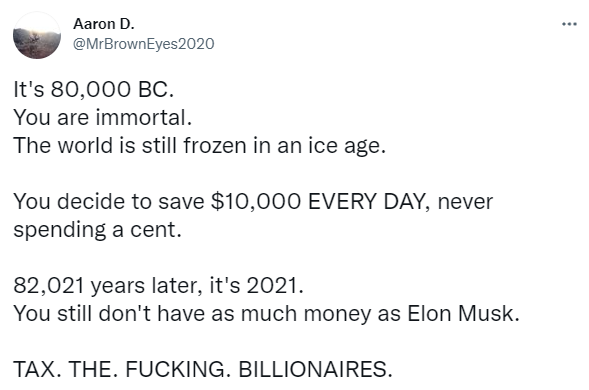 Aaron D.
@MrBrownEyes2020
It's 80,000 BC.
You are immortal.
The world is still frozen in an ice age.
You decide to save $10,000 EVERY DAY, never
spending a cent.
82,021 years later, it's 2021.
You still don't have as much money as Elon Musk.
TAX. THE. FUCKING. BILLIONAIRES.